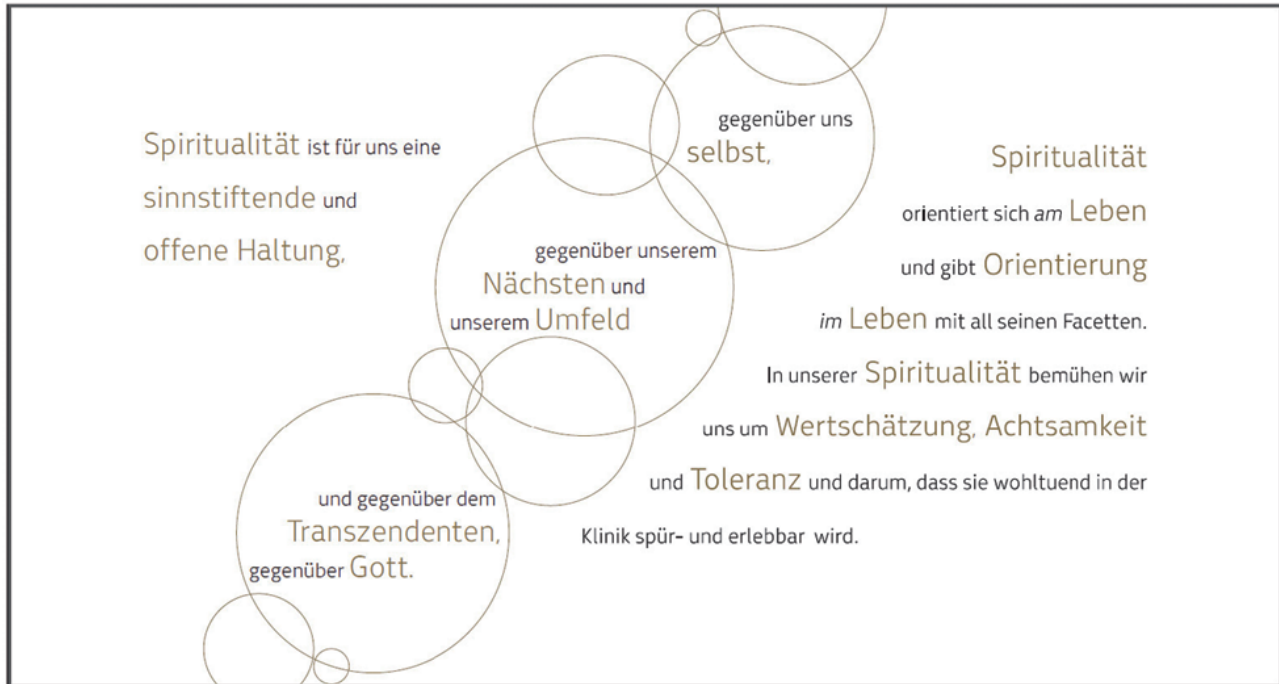 Spiritualität ist für uns eine
sinnstiftende und
offene Haltung,
gegenüber uns
selbst,
gegenüber unserem
Nächsten und
unserem Umfeld
und gegenüber dem
Transzendenten,
gegenüber Gott.
Spiritualität
orientiert sich am Leben
und gibt Orientierung
im Leben mit all seinen Facetten.
In unserer Spiritualität bemühen wir
uns um Wertschätzung, Achtsamkeit
und Toleranz und darum, dass sie wohltuend in der
Klinik spür- und erlebbar wird.